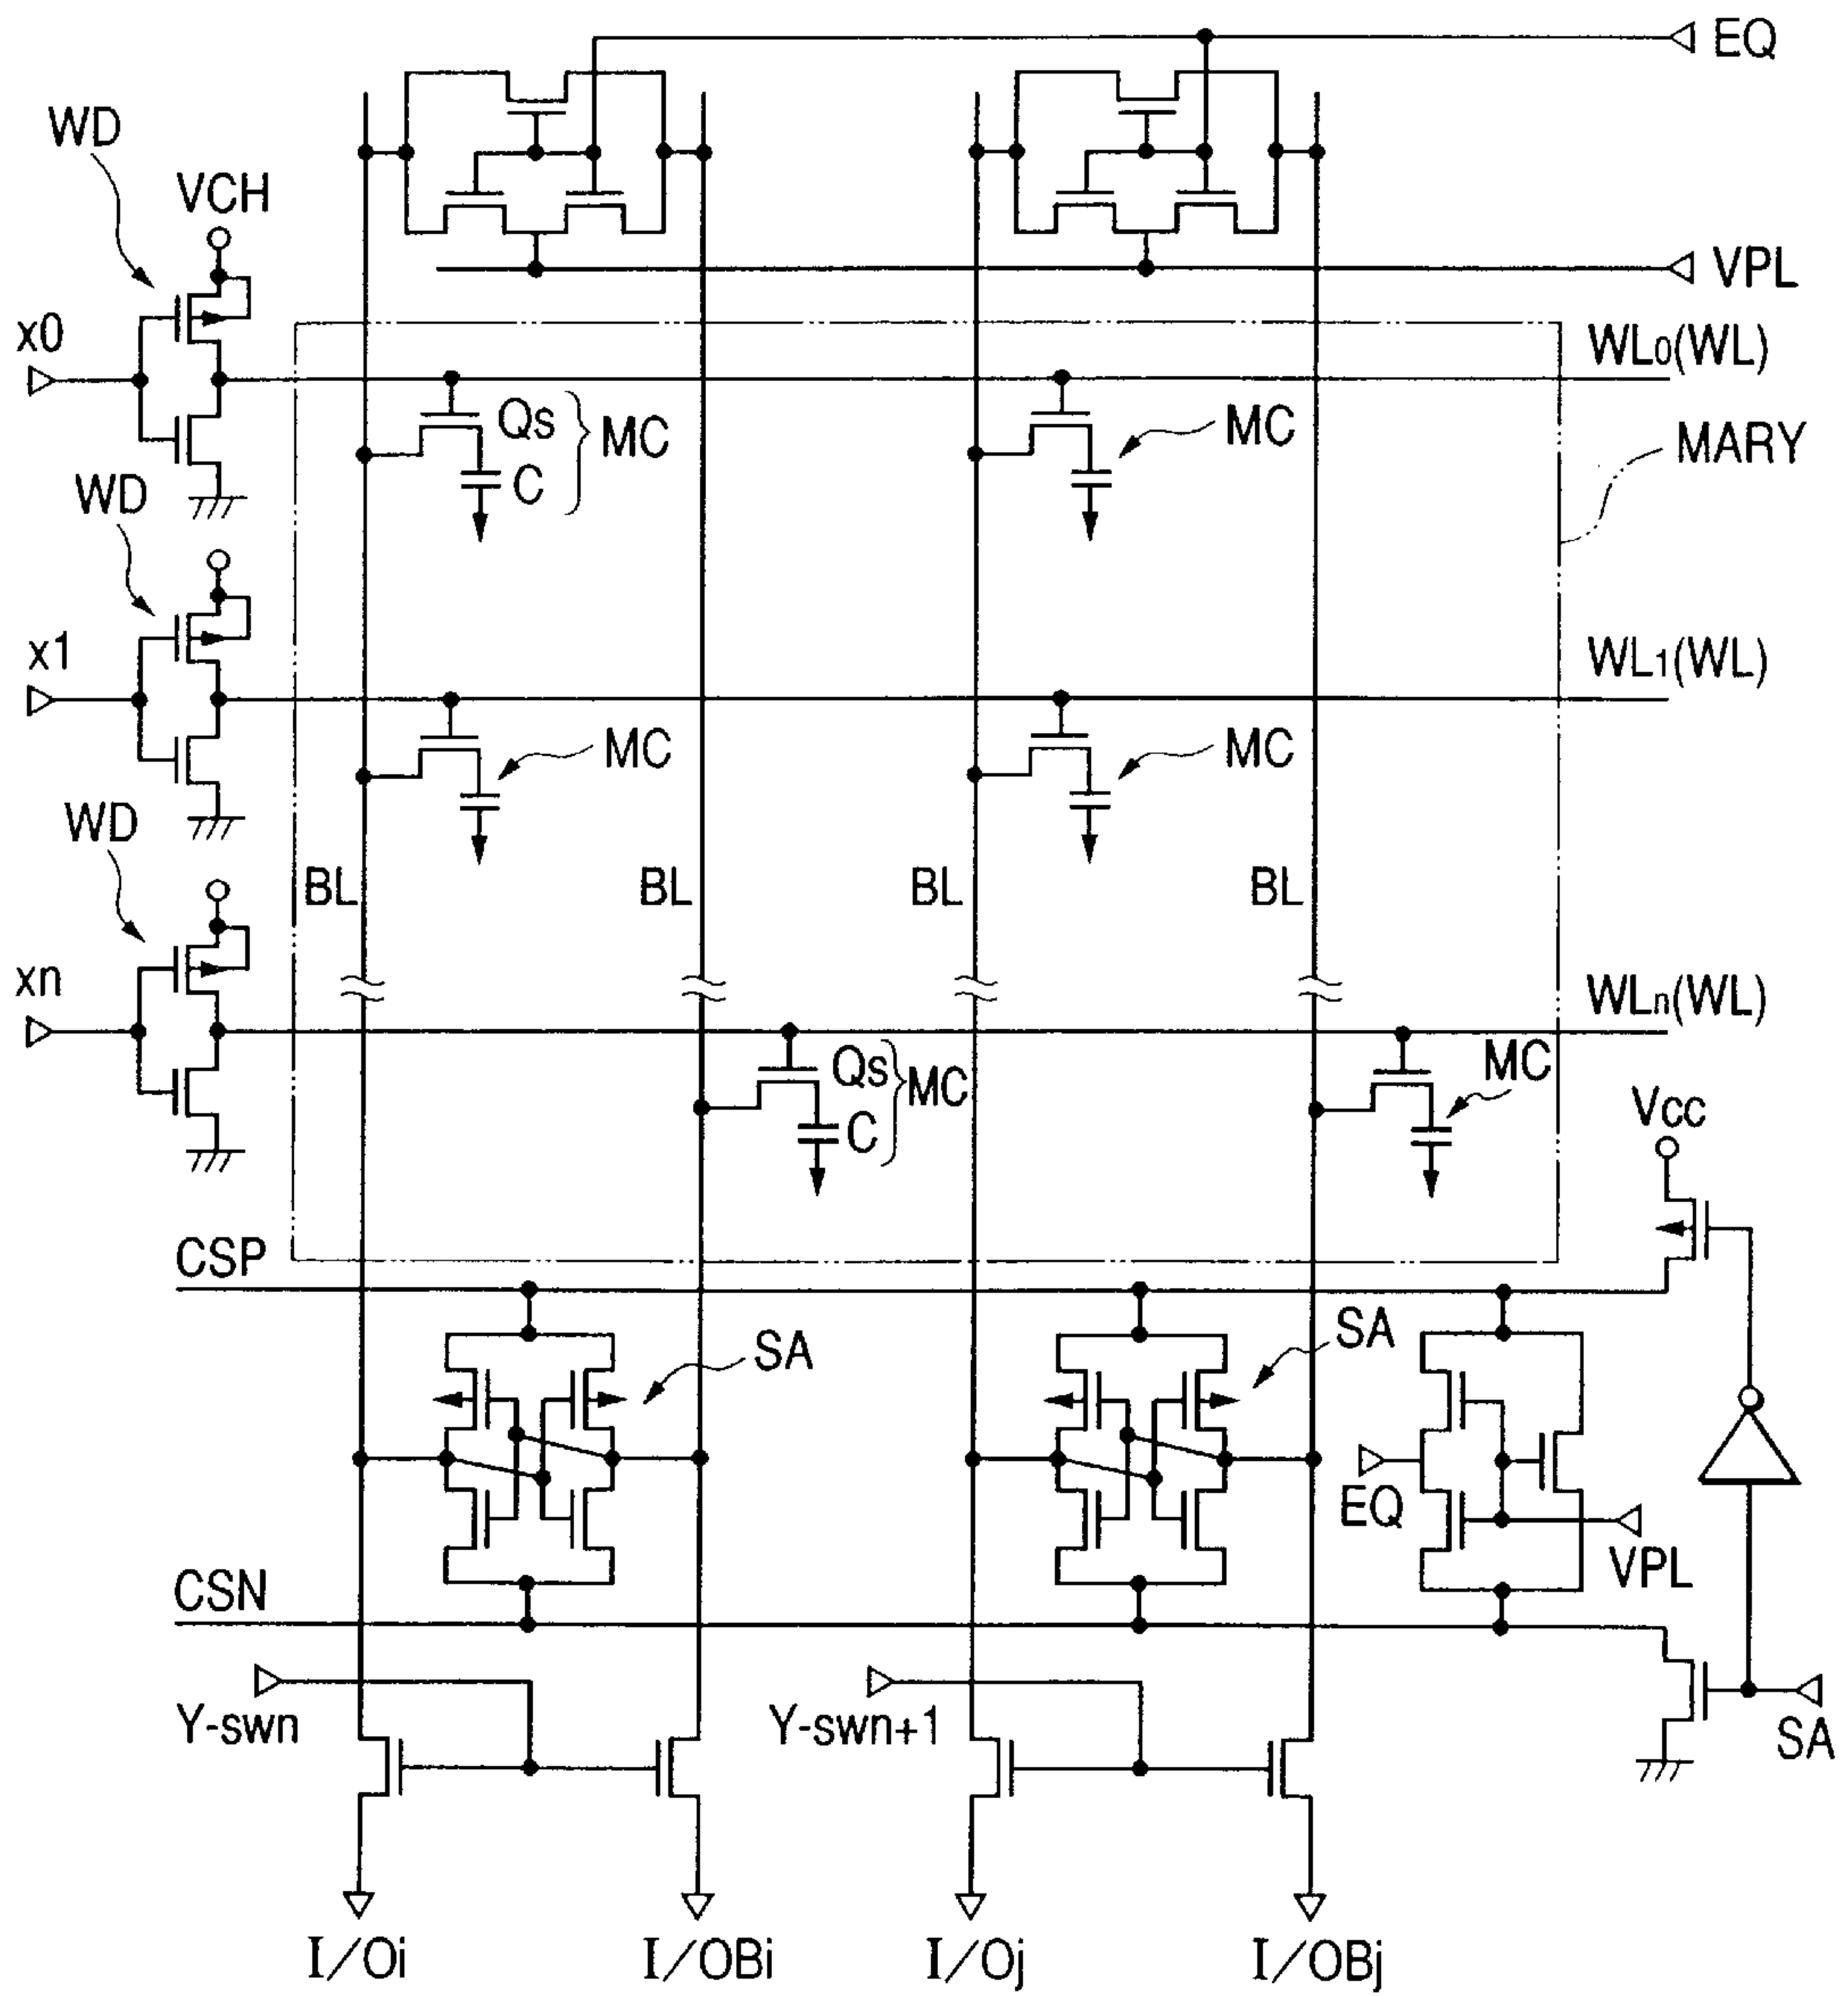 EQ
WD
VCH
VPL
x0
WL0(WL)
Qs
MC
C
MC
MARY
WD
x1
WL1(WL)
MC
MC
WD
BL
BL
BL
BL
xn
WLn(WL)
Qs
MC
C
MC
Vcc
CSP
SA
SA
EQ
VPL
CSN
Y-swn
Y-swn+1
SA
I/Oi
I/OBi
I/Oj
I/OBj